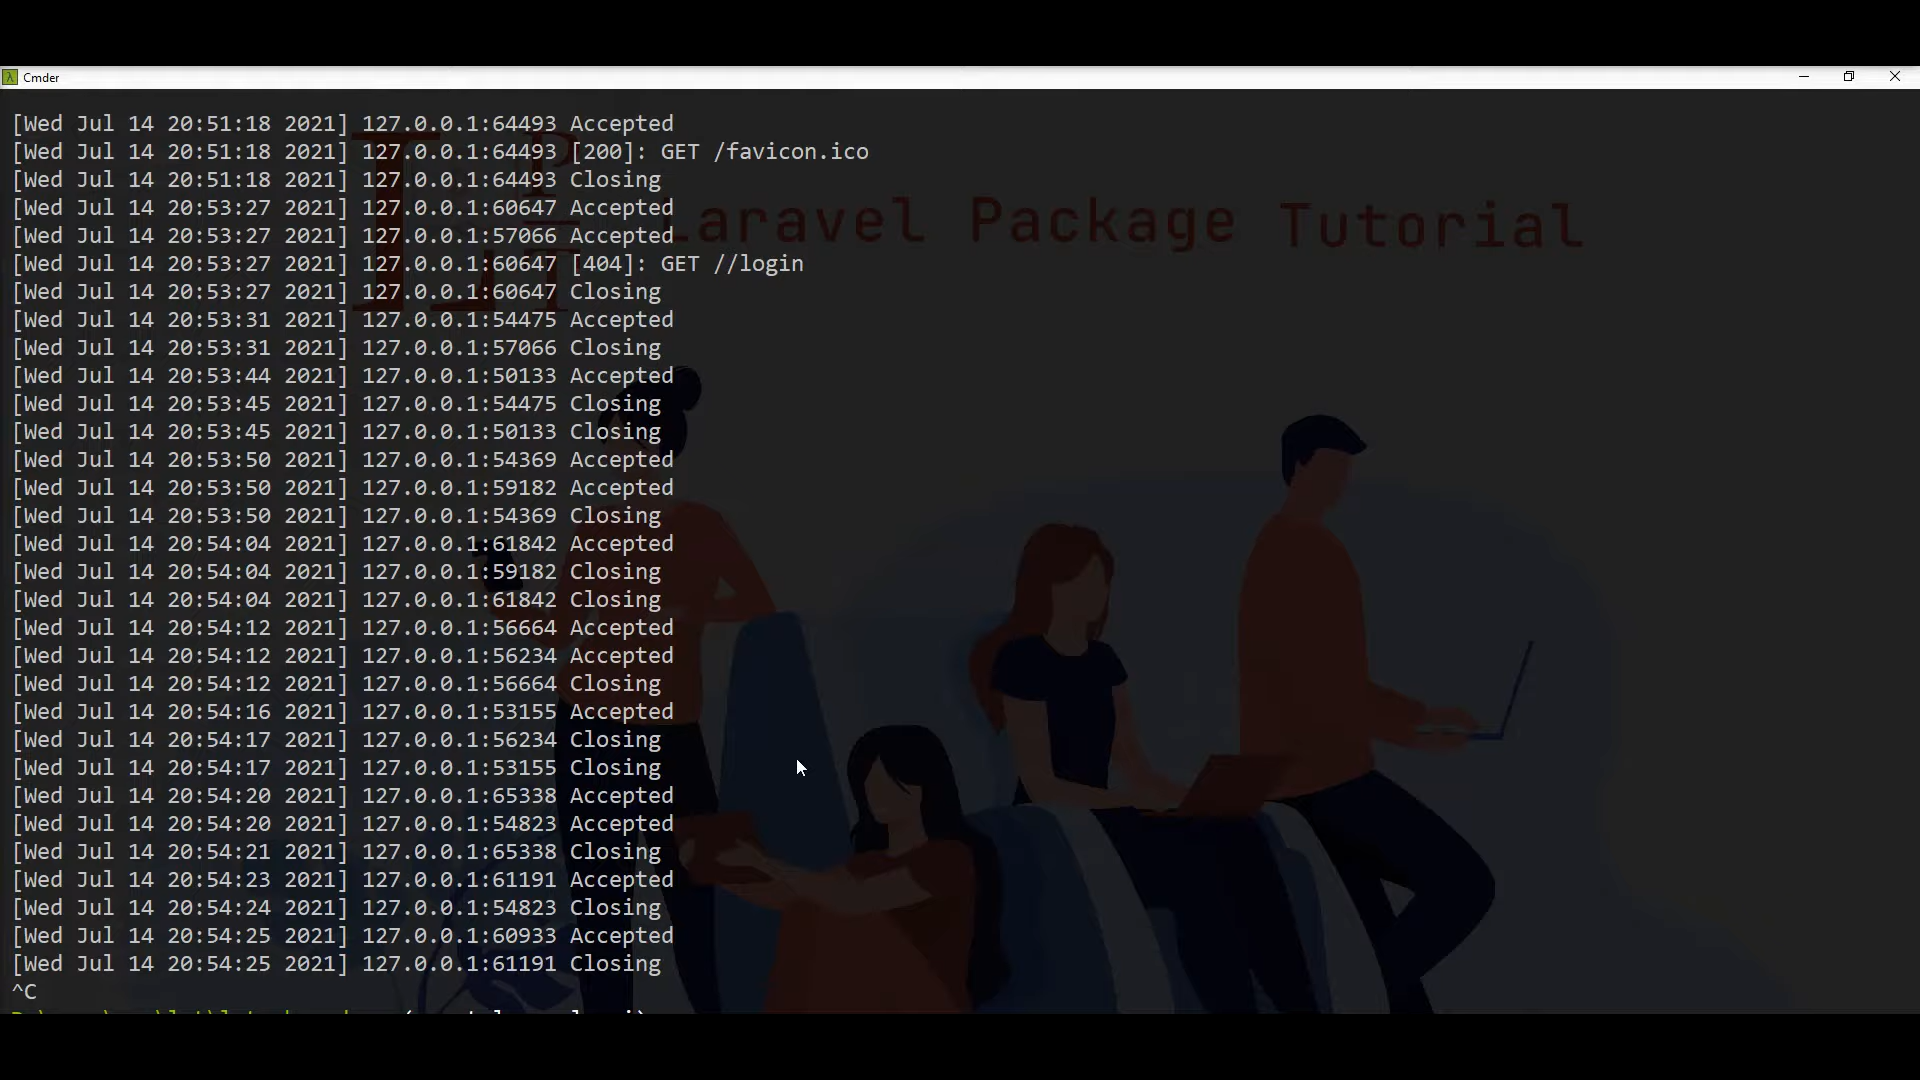 Cmder
[Wed Jul 14 20:51:18 2021] 127.0.0.1:64493 Accepted
[Wed Jul 14 20:51:18 2021] 127.0.0.1:64493 [200]: GET /favicon.ico
[Wed Jul 14 20:51:18 2021] 127.0.0.1:64493 Closing
[Wed Jul 14 20:53:27 2021] 127.0.0.1:60647 Accepted
Laravel Package Tutorial
[Wed Jul 14 20:53:27 2021] 127.0.0.1:57066 Accepted
[Wed Jul 14 20:53:27 2021] 127.0.0.1:60647 [404]: GET //login
[Wed Jul 14 20:53:27 2021] 127.0.0.1:60647 Closing
[Wed Jul 14 20:53:31 2021] 127.0.0.1:54475 Accepted
[Wed Jul 14 20:53:31 2021] 127.0.0.1:57066 Closing
[Wed Jul 14 20:53:44 2021] 127.0.0.1:50133 Accepted
[Wed Jul 14 20:53:45 2021] 127.0.0.1:54475 Closing
[Wed Jul 14 20:53:45 2021] 127.0.0.1:50133 Closing
[Wed Jul 14 20:53:50 2021] 127.0.0.1:54369 Accepted
[Wed Jul 14 20:53:50 2021] 127.0.0.1:59182 Accepted
[Wed Jul 14 20:53:50 2021] 127.0.0.1:54369 Closing
[Wed Jul 14 20:54:04 2021] 127.0.0.1:61842 Accepted
[Wed Jul 14 20:54:04 2021] 127.0.0.1:59182 Closing
[Wed Jul 14 20:54:04 2021] 127.0.0.1:61842 Closing
[Wed Jul 14 20:54:12 2021] 127.0.0.1:56664 Accepted
[Wed Jul 14 20:54:12 2021] 127.0.0.1:56234 Accepted
[Wed Jul 14 20:54:12 2021] 127.0.0.1:56664 Closing
[Wed Jul 14 20:54:16 2021] 127.0.0.1:53155 Accepted
[Wed Jul 14 20:54:17 2021] 127.0.0.1:56234 Closing
[Wed Jul 14 20:54:17 2021] 127.0.0.1:53155 Closing
[Wed Jul 14 20:54:20 2021] 127.0.0.1:65338 Accepted
[Wed Jul 14 20:54:20 2021] 127.0.0.1:54823 Accepted
[Wed Jul 14 20:54:21 2021] 127.0.0.1:65338 Closing
[Wed Jul 14 20:54:23 2021] 127.0.0.1:61191 Accepted
[Wed Jul 14 20:54:24 2021] 127.0.0.1:54823 Closing
[Wed Jul 14 20:54:25 2021] 127.0.0.1:60933 Accepted
[Wed Jul 14 20:54:25 2021] 127.0.0.1:61191 Closing
^C